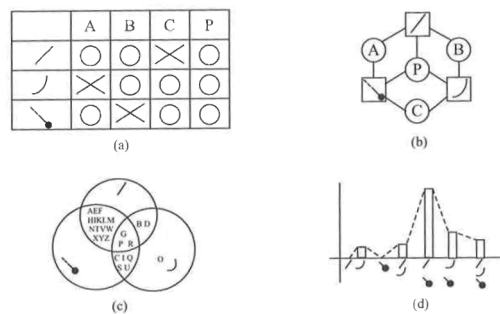 A B C P
(a)
A B
P
C
(b)
AEF
HIKLM
NTVW
XYZ
B D
G
P R
C I Q
S U
O
(c)
(d)